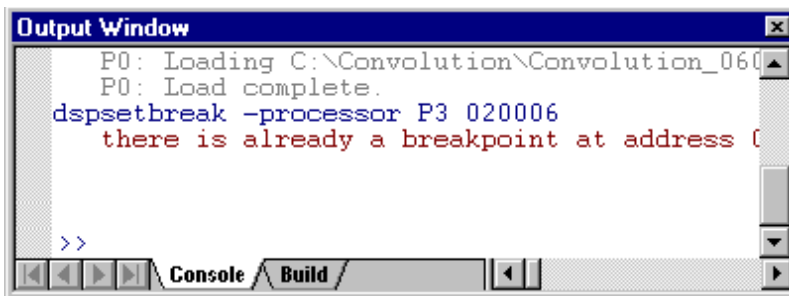 Output Window
P0: Loading C:\Convolution\Convolution_060
P0: Load complete.
dspsetbreak -processor P3 020006
there is already a breakpoint at address
>>
Console
Build